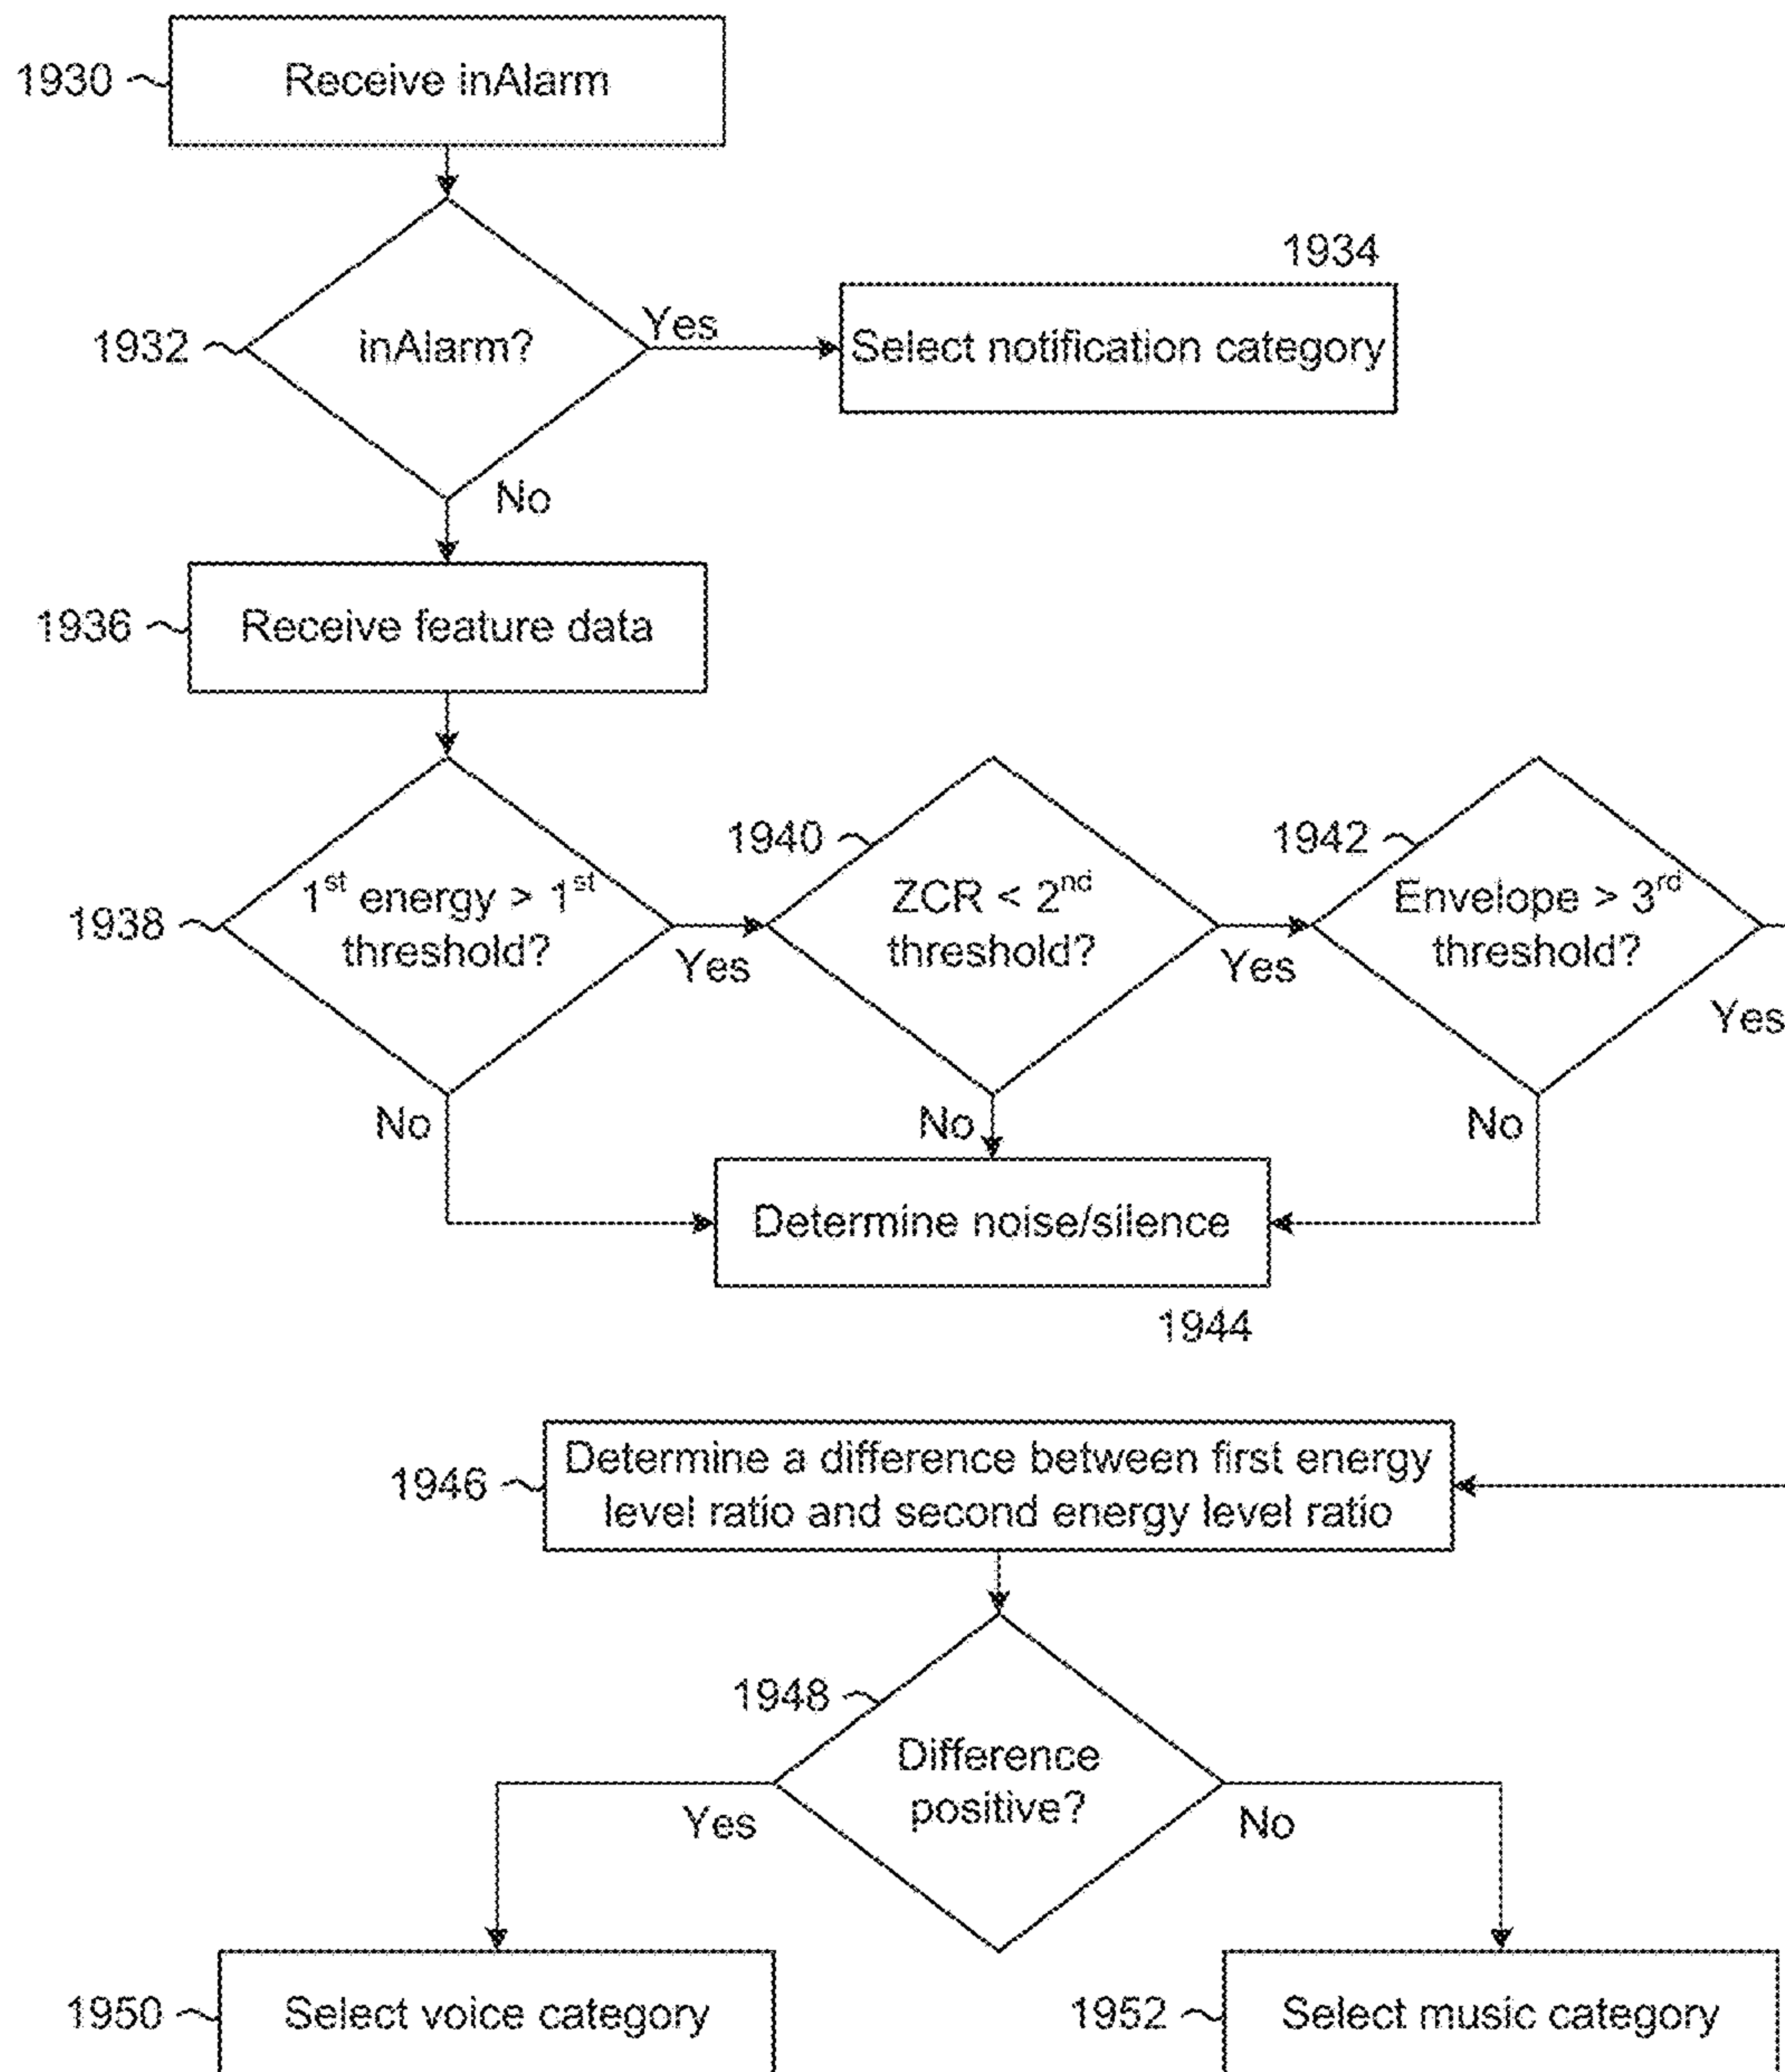 1930
Receive inAlarm
1934
1932
inAlarm?
Yes
Select notification category
No
1936
Receive feature data
1940
1942
1938
1st energy > 1st
threshold?
Yes
ZCR < 2nd
threshold?
Yes
Envelope > 3rd
threshold?
Yes
No
No
No
Determine noise/silence
1944
1946
Determine a difference between first energy
level ratio and second energy level ratio
1948
Difference
positive?
Yes
No
1950
Select voice category
1952
Select music category